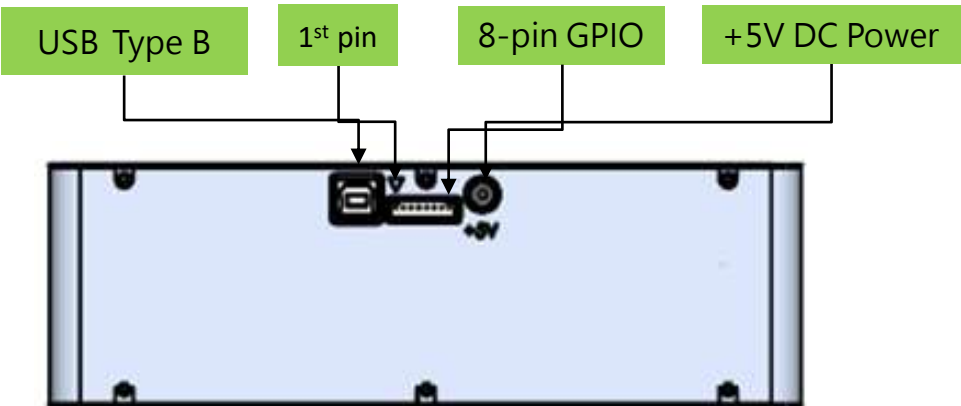 USB Type B
1st pin
8-pin GPIO
+5V DC Power
+5V